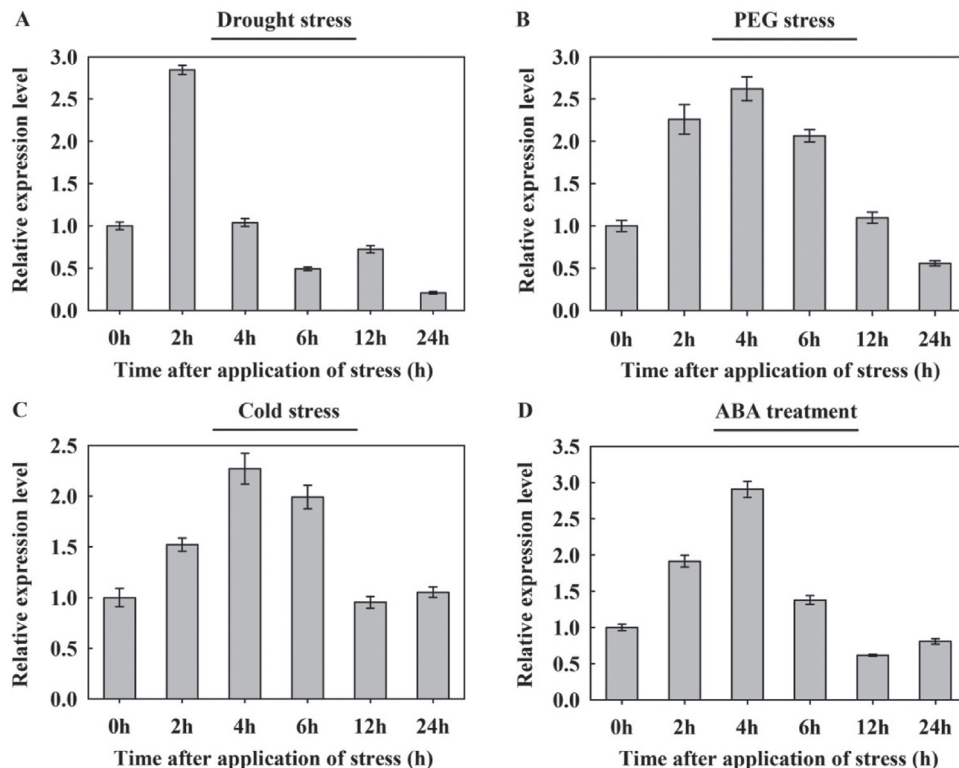 A
Drought stress
Relative expression level
3.0
2.5
2.0
1.5
1.0
0.5
0.0
0h 2h 4h 6h 12h 24h
Time after application of stress (h)
B
PEG stress
Relative expression level
3.0
2.5
2.0
1.5
1.0
0.5
0.0
0h 2h 4h 6h 12h 24h
Time after application of stress (h)
C
Cold stress
Relative expression level
2.5
2.0
1.5
1.0
0.5
0.0
0h 2h 4h 6h 12h 24h
Time after application of stress (h)
D
ABA treatment
Relative expression level
3.5
3.0
2.5
2.0
1.5
1.0
0.5
0.0
0h 2h 4h 6h 12h 24h
Time after application of stress (h)